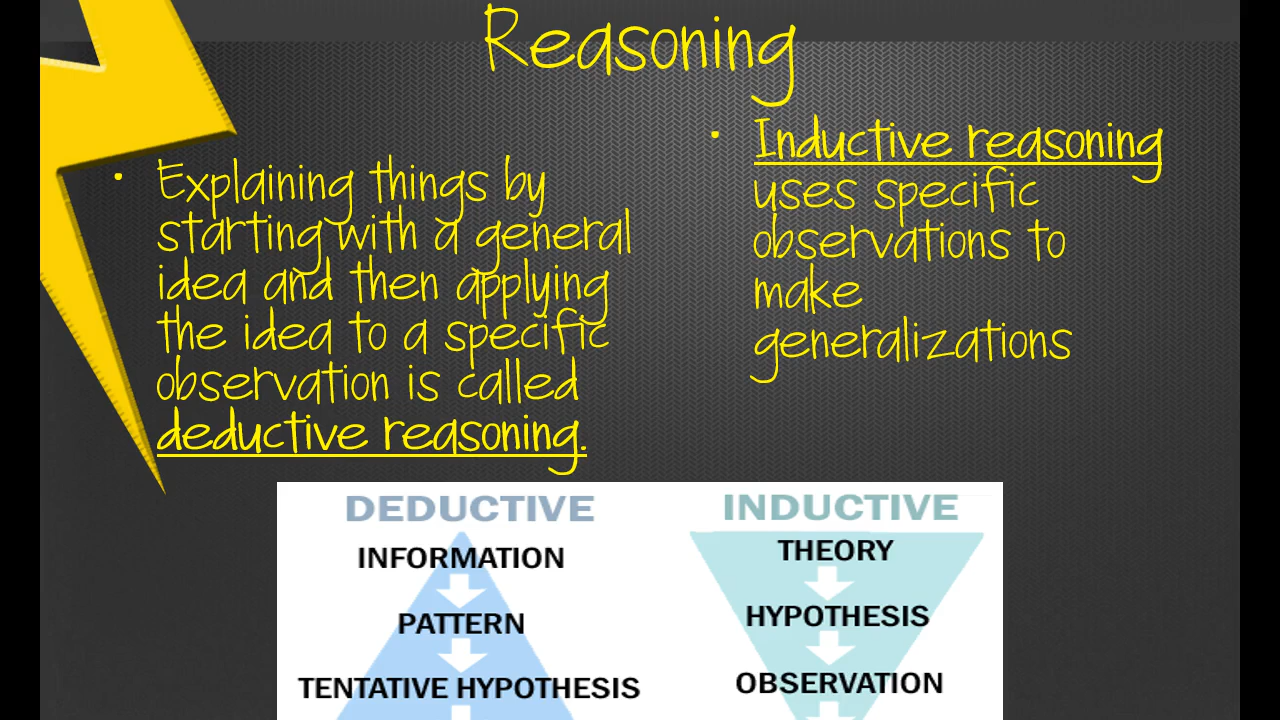 Reasoning
• Explaining things by
starting with a general
idea and then applying
the idea to a specific
observation is called
deductive reasoning.
• Inductive reasoning
uses specific
observations to
make
generalizations
DEDUCTIVE
INFORMATION
PATTERN
TENTATIVE HYPOTHESIS
INDUCTIVE
THEORY
HYPOTHESIS
OBSERVATION